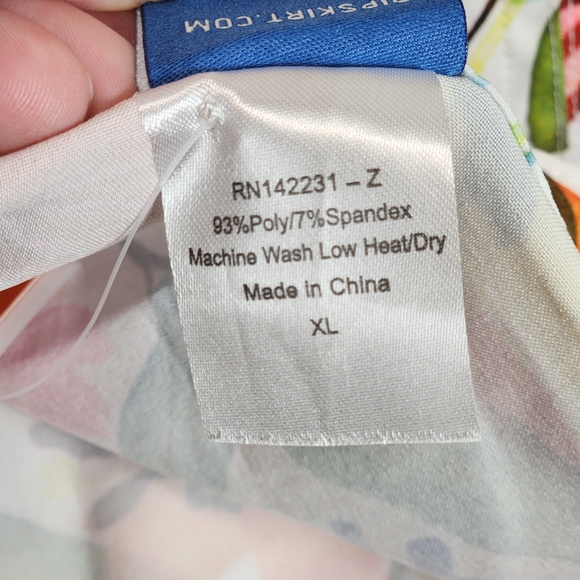 RN142231 – Z
93%Poly/7%Spandex
Machine Wash Low Heat/Dry
Made in China
XL